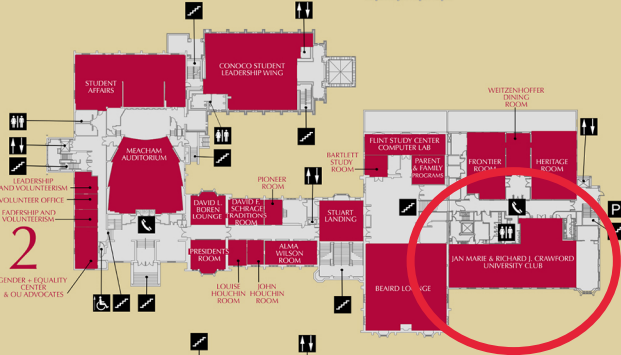 CONOCO STUDENT
LEADERSHIP WING
STUDENT
AFFAIRS
WEITZENHOFFER
DINING
ROOM
MEACHAM
AUDITORIUM
FLINT STUDY CENTER
COMPUTER LAB
BARTLETT
STUDY
ROOM
PARENT
& FAMILY
PROGRAMS
FRONTIER
ROOM
HERITAGE
ROOM
LEADERSHIP
AND VOLUNTEERISM
VOLUNTEER OFFICE
LEADERSHIP AND
VOLUNTEERISM
PIONEER
ROOM
DAVID L.
BOREN
LOUNGE
DAVID F.
SCHRAGE
TRADITIONS
ROOM
STUART
LANDING
P
2
PRESIDENTS
ROOM
ALMA
WILSON
ROOM
JAN MARIE & RICHARD J. CRAWFORD
UNIVERSITY CLUB
GENDER + EQUALITY
CENTER
& OU ADVOCATES
LOUISE
HOUCHIN
ROOM
JOHN
HOUCHIN
ROOM
BEAIRD LOUNGE